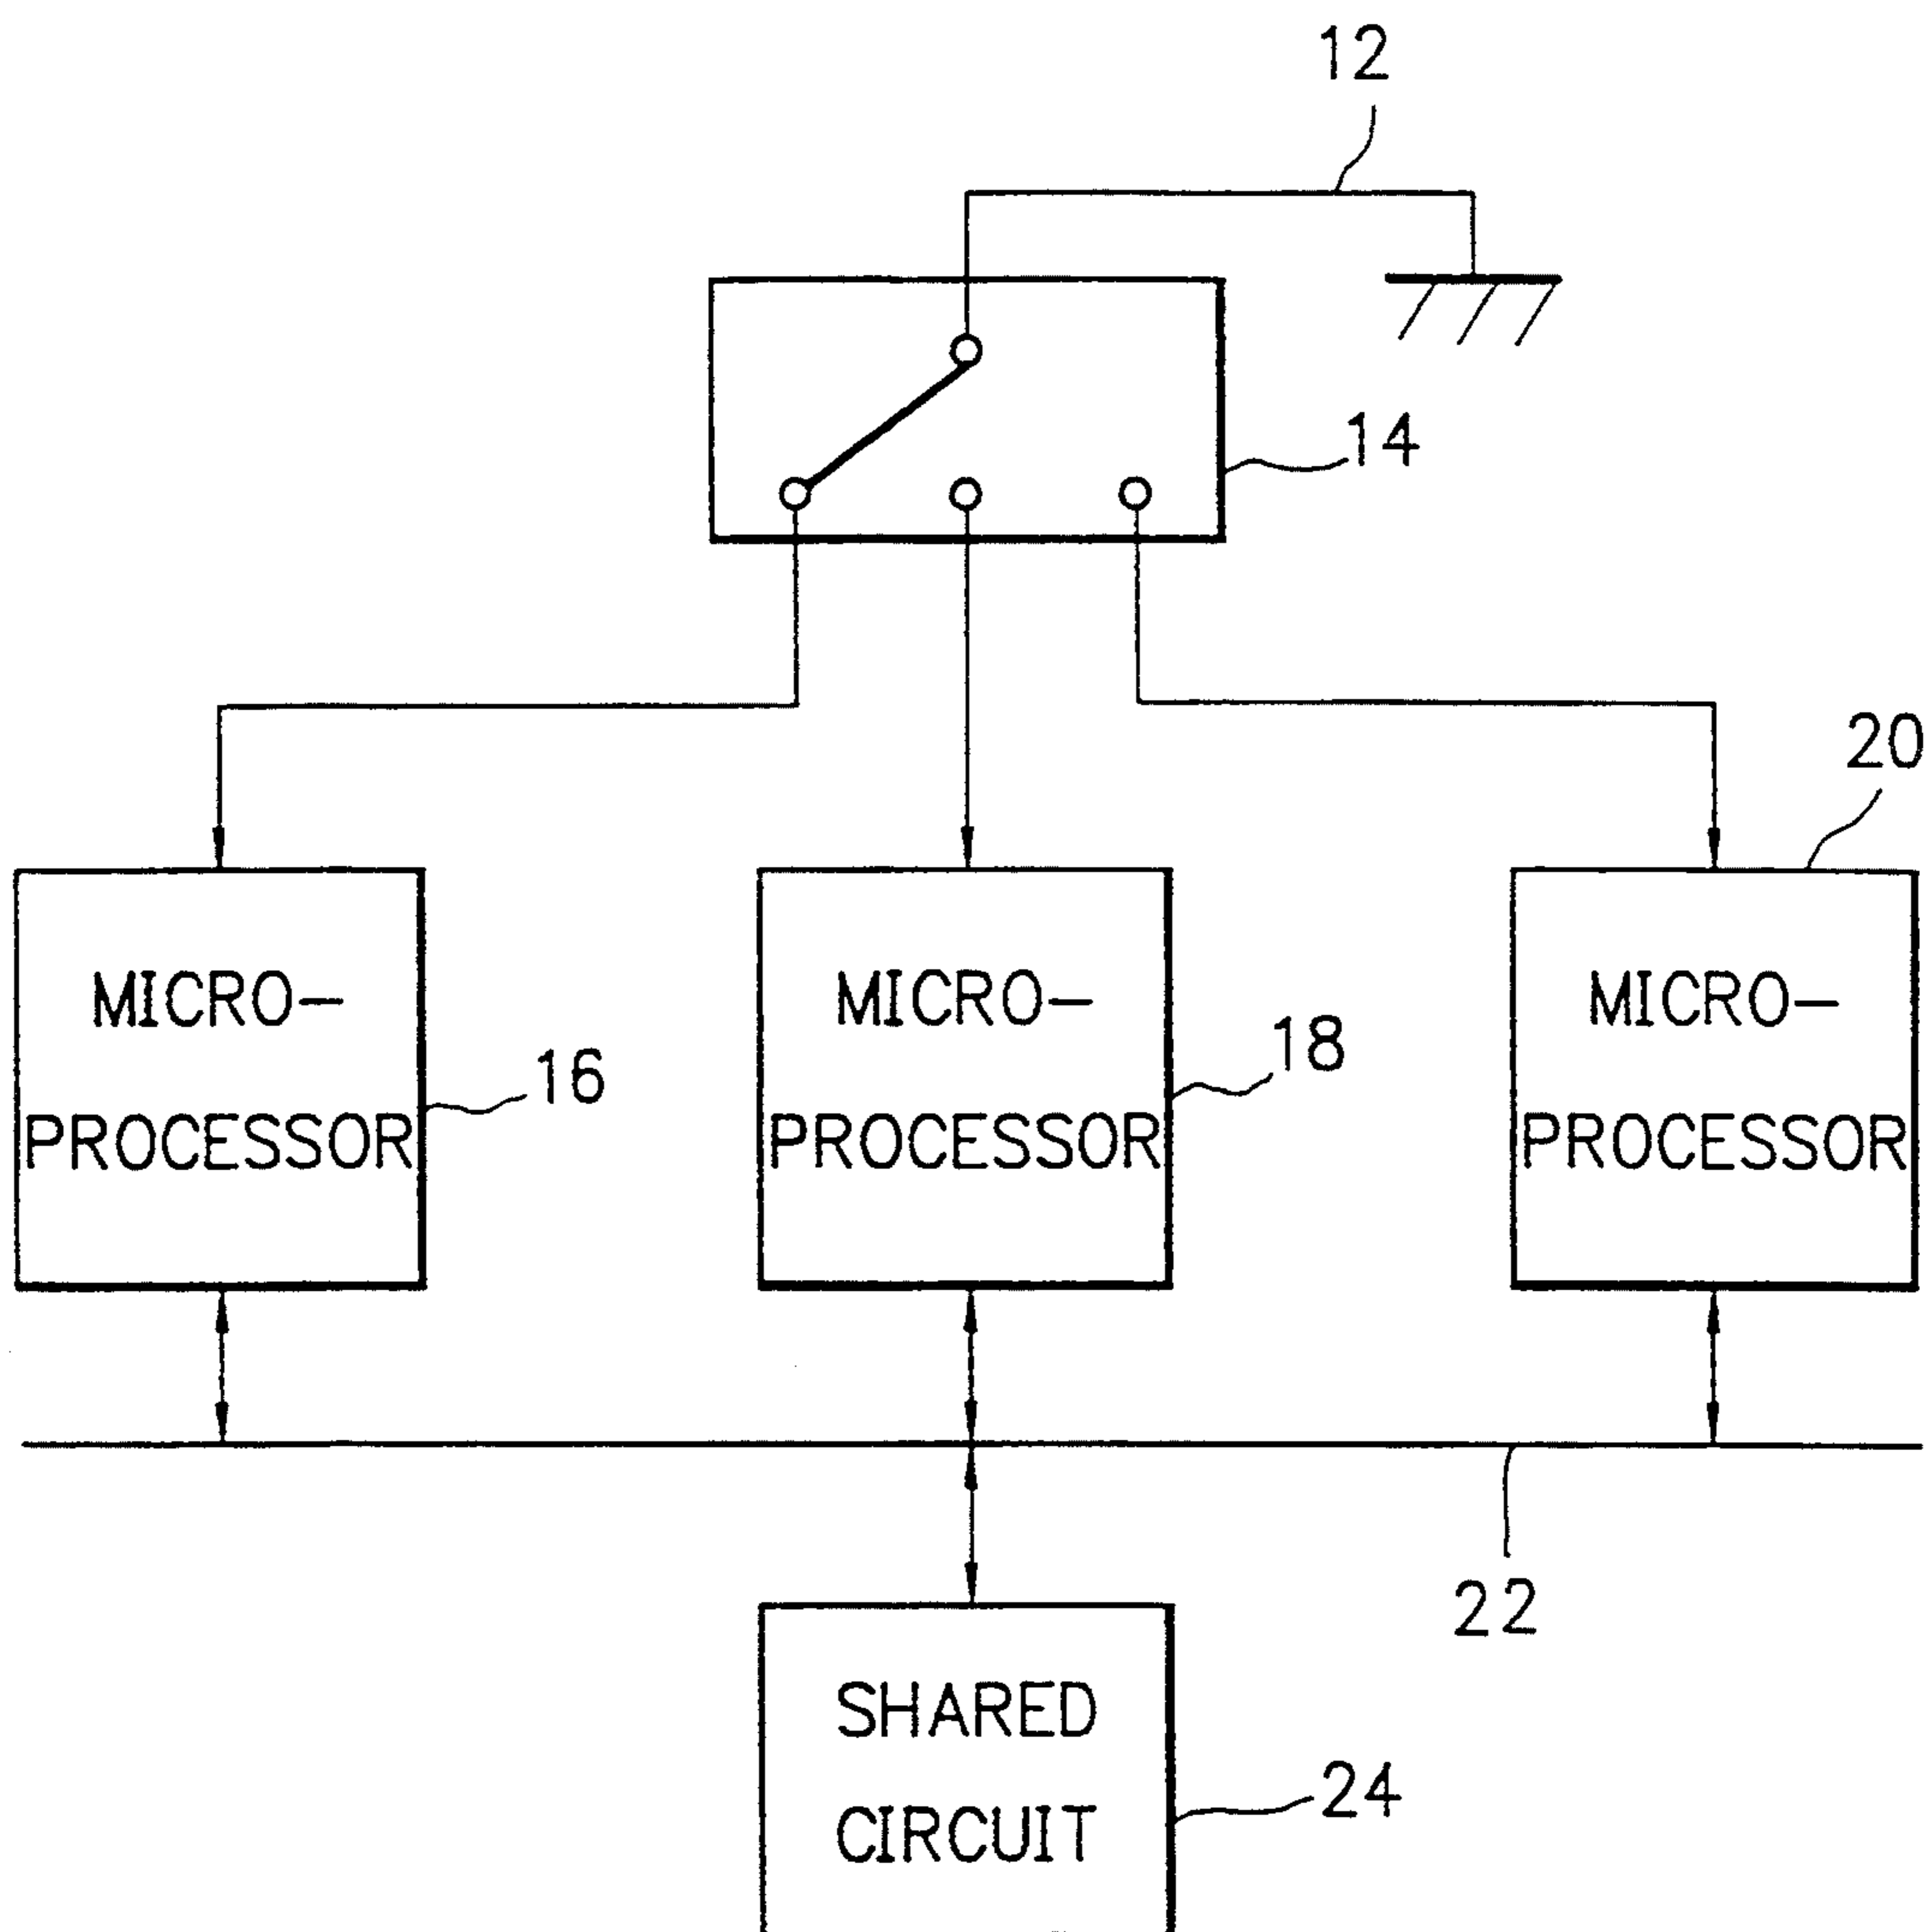 12
14
20
MICRO-
PROCESSOR
16
MICRO-
PROCESSOR
18
MICRO-
PROCESSOR
22
SHARED
CIRCUIT
24